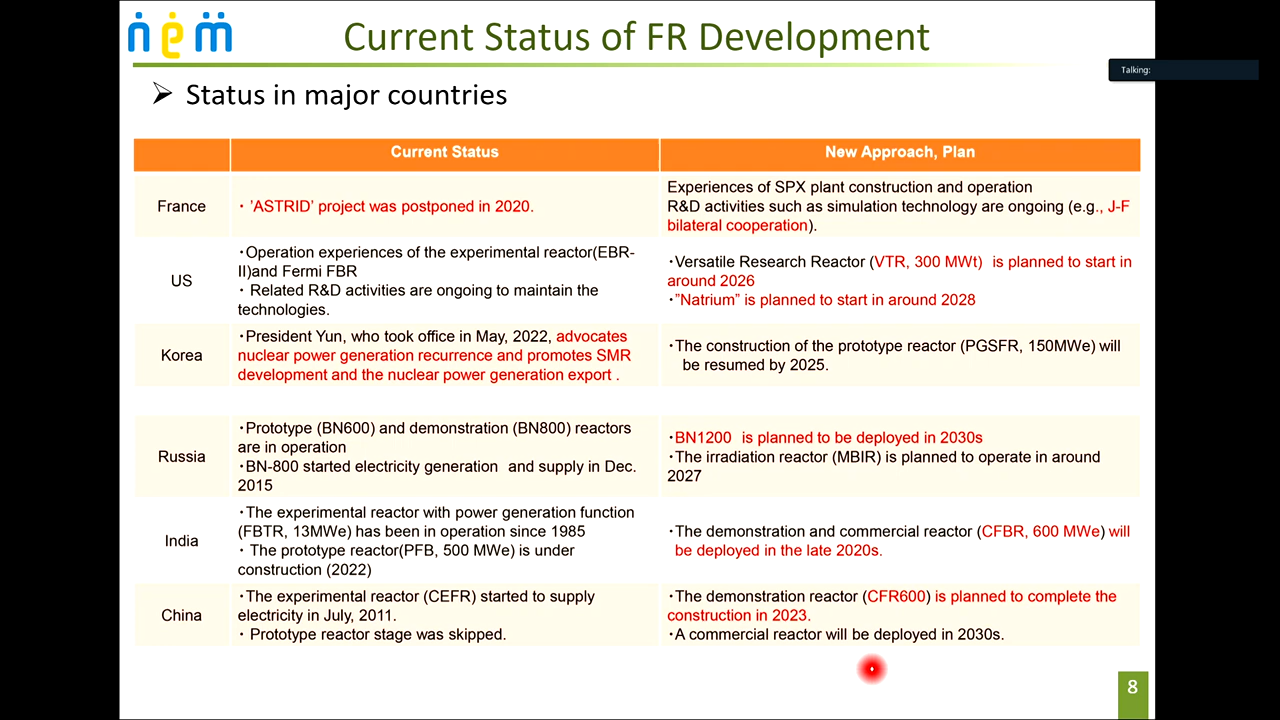 nem
Current Status of FR Development
Talking:
➢ Status in major countries
Current Status
New Approach, Plan
France
・ 'ASTRID' project was postponed in 2020.
Experiences of SPX plant construction and operation
R&D activities such as simulation technology are ongoing (e.g., J-F
bilateral cooperation).
US
・Operation experiences of the experimental reactor(EBR-
II)and Fermi FBR
・ Related R&D activities are ongoing to maintain the
technologies.
・Versatile Research Reactor (VTR, 300 MWt) is planned to start in
around 2026
・"Natrium" is planned to start in around 2028
Korea
・President Yun, who took office in May, 2022, advocates
nuclear power generation recurrence and promotes SMR
development and the nuclear power generation export .
・The construction of the prototype reactor (PGSFR, 150MWe) will
be resumed by 2025.
Russia
・Prototype (BN600) and demonstration (BN800) reactors
are in operation
・BN-800 started electricity generation and supply in Dec.
2015
・BN1200 is planned to be deployed in 2030s
・The irradiation reactor (MBIR) is planned to operate in around
2027
India
・The experimental reactor with power generation function
(FBTR, 13MWe) has been in operation since 1985
・ The prototype reactor(PFB, 500 MWe) is under
construction (2022)
・The demonstration and commercial reactor (CFBR, 600 MWe) will
be deployed in the late 2020s.
China
・The experimental reactor (CEFR) started to supply
electricity in July, 2011.
・ Prototype reactor stage was skipped.
・The demonstration reactor (CFR600) is planned to complete the
construction in 2023.
・A commercial reactor will be deployed in 2030s.
8